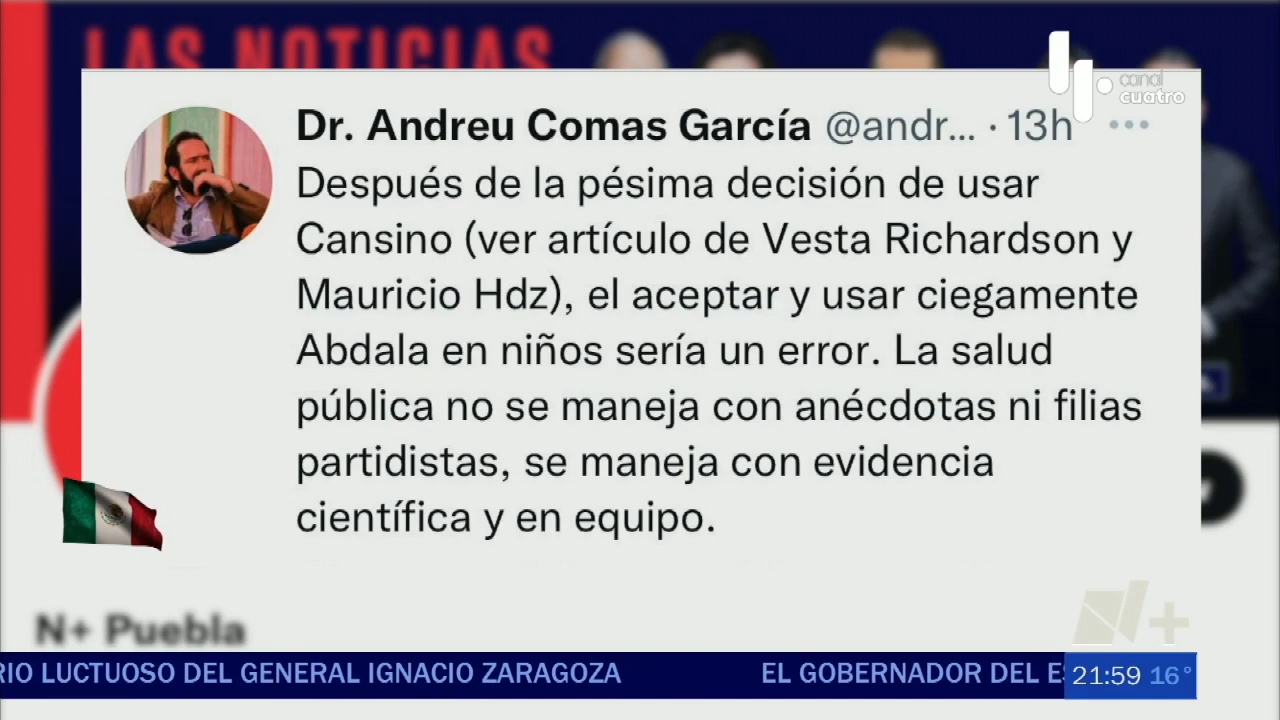 LAS NOTICIAS
canal
cuatro
Dr. Andreu Comas García @andr... · 13h
Después de la pésima decisión de usar
Cansino (ver artículo de Vesta Richardson y
Mauricio Hdz), el aceptar y usar ciegamente
Abdala en niños sería un error. La salud
pública no se maneja con anécdotas ni filias
partidistas, se maneja con evidencia
científica y en equipo.
N+
N+ Puebla
RIO LUCTUOSO DEL GENERAL IGNACIO ZARAGOZA EL GOBERNADOR DEL E
21:59 16°